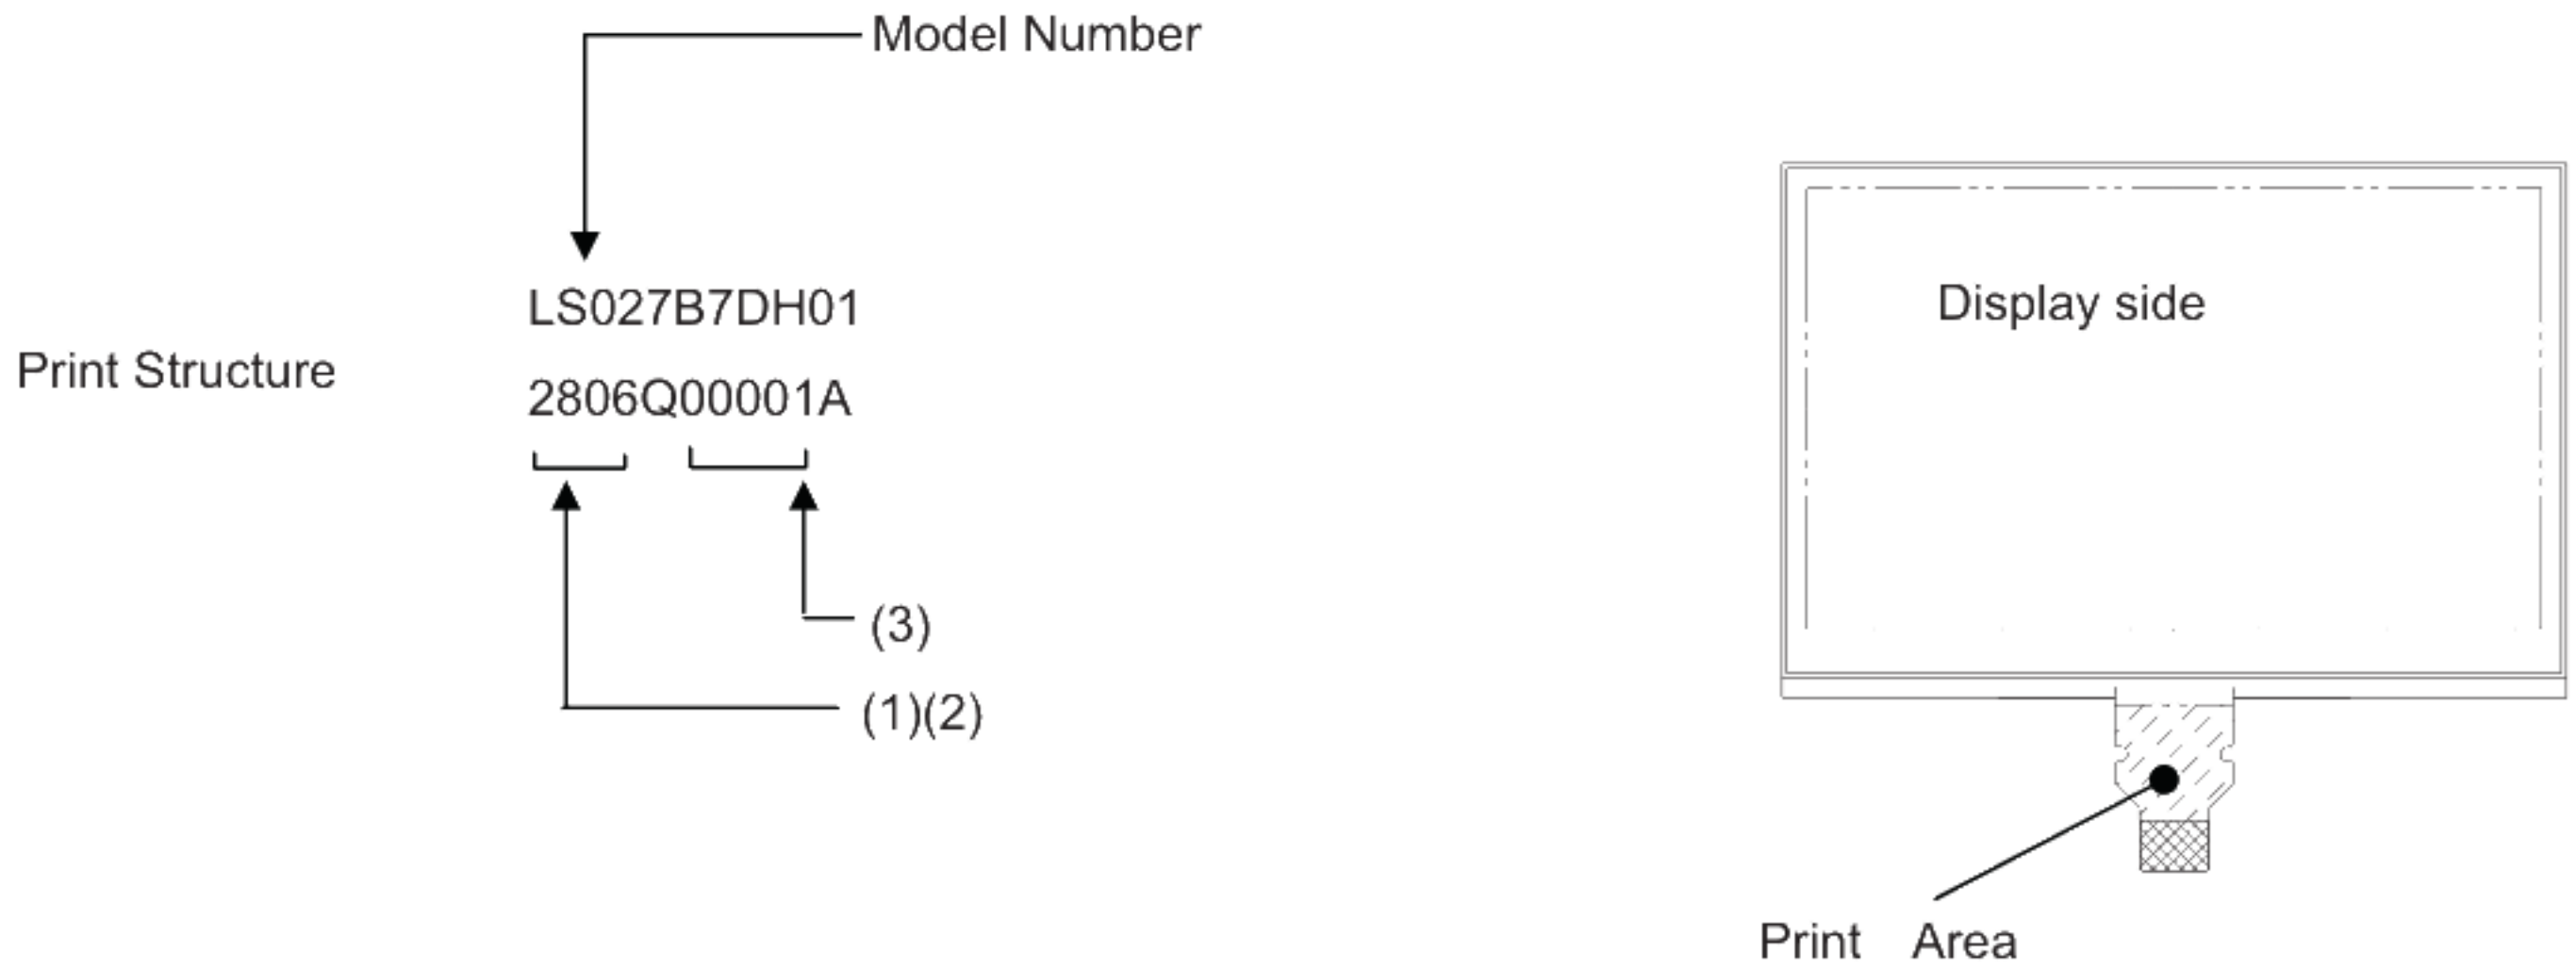 Model Number
LS027B7DH01
Print Structure
2806Q00001A
(3)
(1)(2)
Display side
Print Area